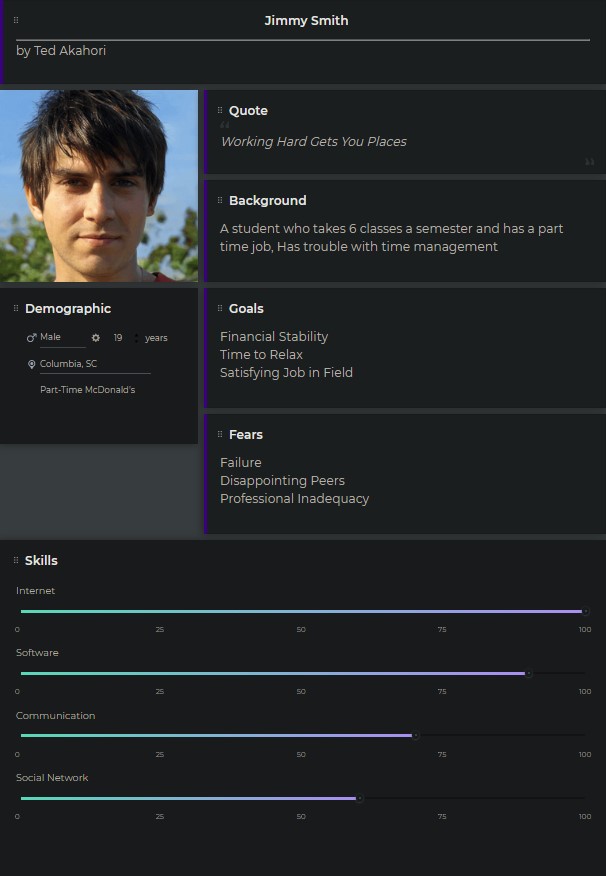 Jimmy Smith
by Ted Akahori
Quote
“
Working Hard Gets You Places
”
Background
A student who takes 6 classes a semester and has a part
time job, Has trouble with time management
Demographic
Male 19 years
Columbia, SC
Part-Time McDonald's
Goals
Financial Stability
Time to Relax
Satisfying Job in Field
Fears
Failure
Disappointing Peers
Professional Inadequacy
Skills
Internet
0 25 50 75 100
Software
0 25 50 75 100
Communication
0 25 50 75 100
Social Network
0 25 50 75 100